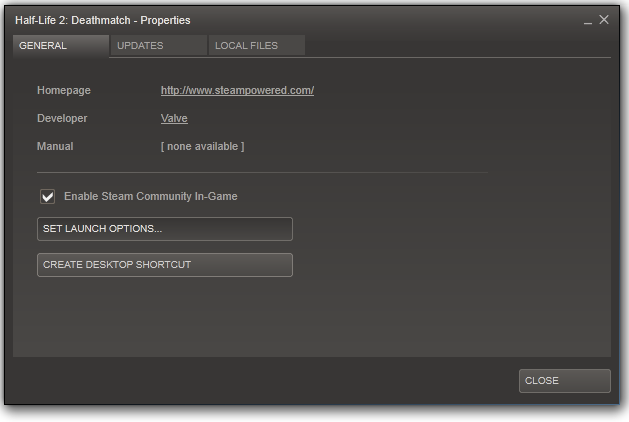 Half-Life 2: Deathmatch - Properties
GENERAL UPDATES LOCAL FILES
Homepage http://www.steampowered.com/
Developer Valve
Manual [ none available ]
Enable Steam Community In-Game
SET LAUNCH OPTIONS...
CREATE DESKTOP SHORTCUT
CLOSE